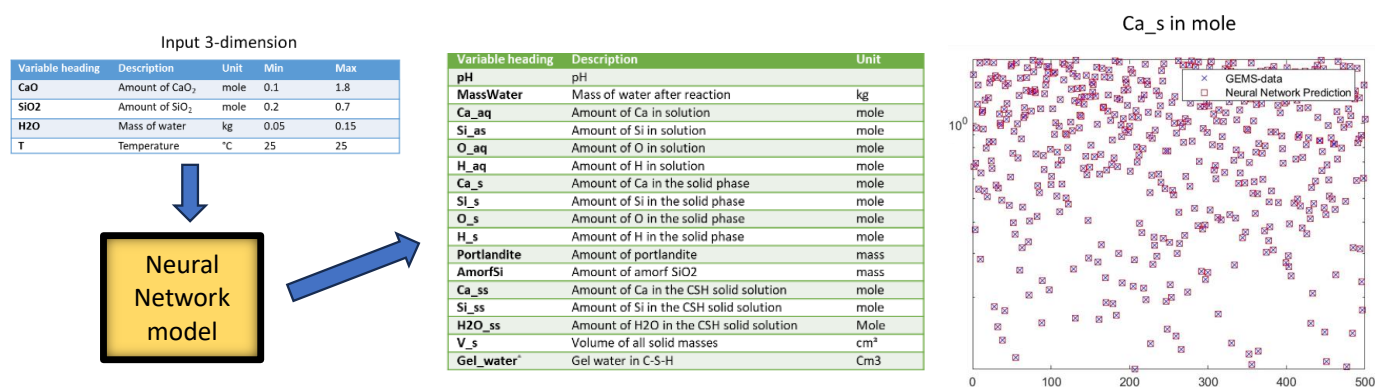 Input 3-dimension
Variable heading Description Unit Min Max
CaO Amount of CaO₂ mole 0.1 1.8
SiO2 Amount of SiO₂ mole 0.2 0.7
H2O Mass of water kg 0.05 0.15
T Temperature °C 25 25
Neural
Network
model
Variable heading Description Unit
pH pH
MassWater Mass of water after reaction kg
Ca_aq Amount of Ca in solution mole
Si_as Amount of Si in solution mole
O_aq Amount of O in solution mole
H_aq Amount of H in solution mole
Ca_s Amount of Ca in the solid phase mole
Si_s Amount of Si in the solid phase mole
O_s Amount of O in the solid phase mole
H_s Amount of H in the solid phase mole
Portlandite Amount of portlandite mass
AmorfSi Amount of amorf SiO2 mass
Ca_ss Amount of Ca in the CSH solid solution mole
Si_ss Amount of Si in the CSH solid solution mole
H2O_ss Amount of H2O in the CSH solid solution Mole
V_s Volume of all solid masses cm³
Gel_water* Gel water in C-S-H Cm3
Ca_s in mole
GEMS-data
Neural Network Prediction
10⁰
0 100 200 300 400 500